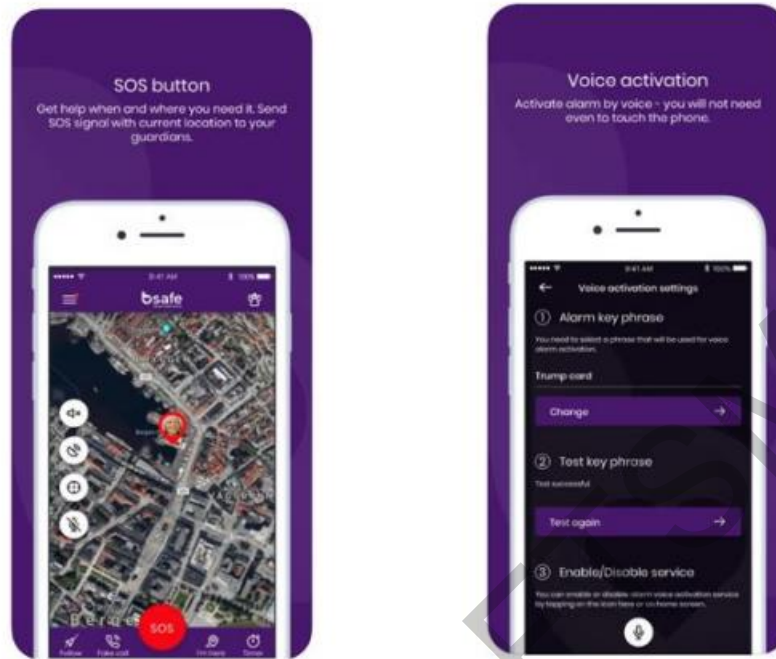 SOS button
Get help when and where you need it. Send
SOS signal with current location to your
guardians.
9:41 AM
100%
bsafe
Bergen
SOS
Follow
Fake call
I'm here
Timer
Voice activation
Activate alarm by voice - you will not need
even to touch the phone.
9:41 AM
100%
Voice activation settings
1 Alarm key phrase
You need to select a phrase that will be used for voice
alarm activation.
Trump card
Change
2 Test key phrase
Test successful
Test again
3 Enable/Disable service
You can enable or disable alarm voice activation service
by tapping on the icon here or on home screen.